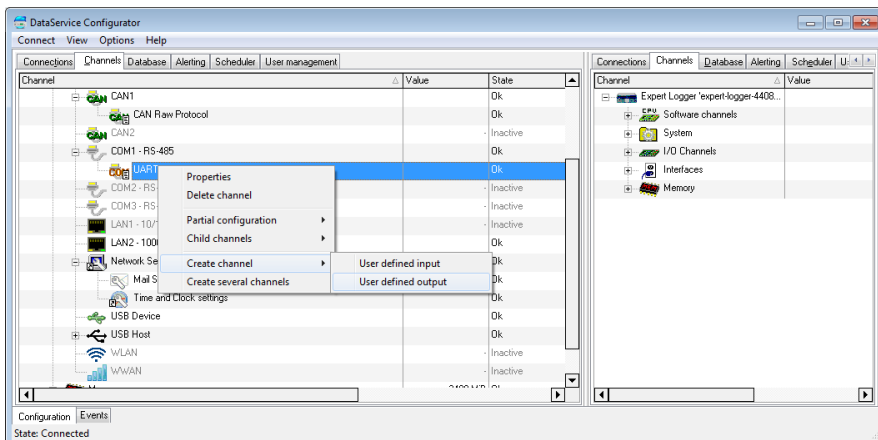 DataService Configurator
Connect View Options Help
Connections Channels Database Alerting Scheduler User management
Channel Value State
CAN1 Ok
CAN Raw Protocol Ok
CAN2 - Inactive
COM1 - RS-485 Ok
UART Ok
COM2 - RS - Inactive
COM3 - RS - Inactive
LAN1 - 10/1 - Inactive
LAN2 - 100 Ok
Network Se Ok
Mail S Ok
Time and Clock settings Ok
USB Device Ok
USB Host Ok
WLAN - Inactive
WWAN - Inactive
Properties
Delete channel
Partial configuration
Child channels
Create channel
Create several channels
User defined input
User defined output
Connections Channels Database Alerting Scheduler U
Channel Value
Expert Logger 'expert-logger-4408...
Software channels
System
I/O Channels
Interfaces
Memory
Configuration Events
State: Connected